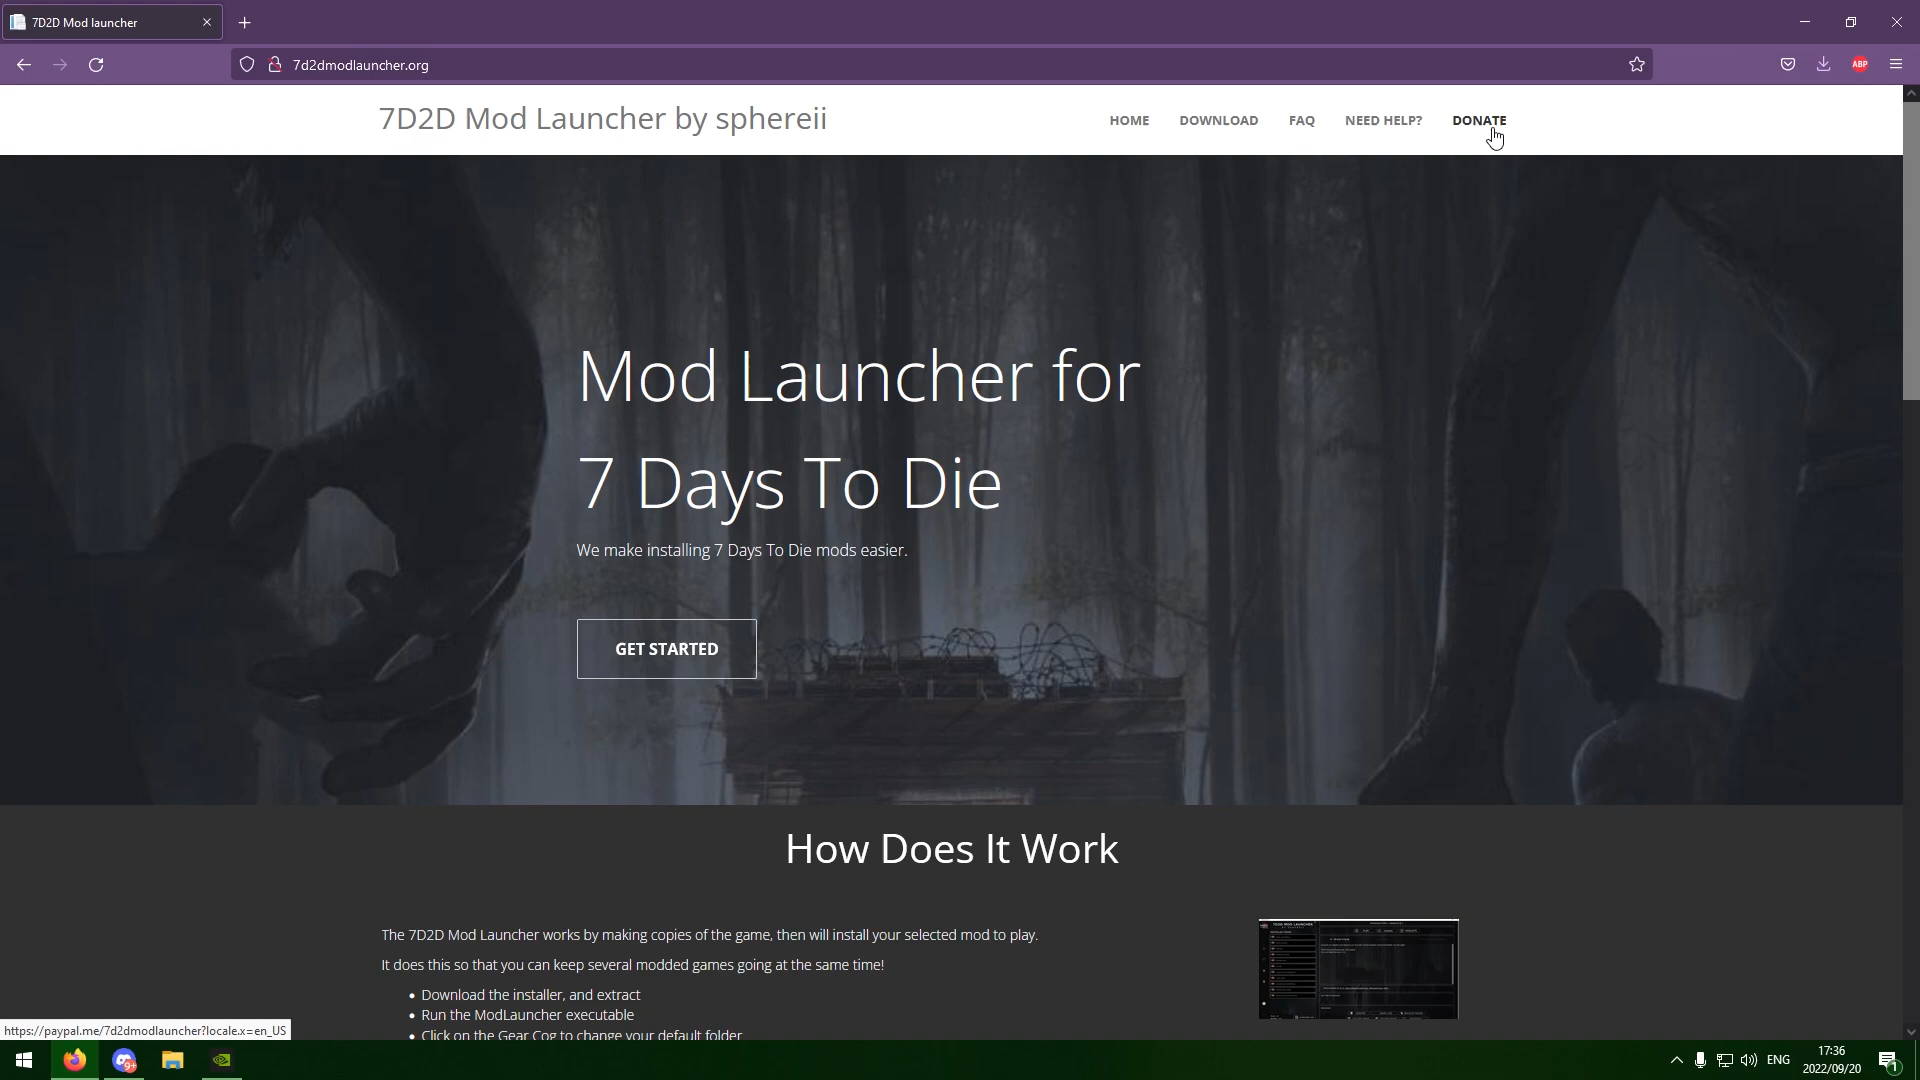 7D2D Mod launcher
7d2dmodlauncher.org
ABP
7D2D Mod Launcher by sphereii
HOME DOWNLOAD FAQ NEED HELP? DONATE
Mod Launcher for
7 Days To Die
We make installing 7 Days To Die mods easier.
GET STARTED
How Does It Work
The 7D2D Mod Launcher works by making copies of the game, then will install your selected mod to play.
It does this so that you can keep several modded games going at the same time!
• Download the installer, and extract
• Run the ModLauncher executable
• Click on the Gear Cog to change your default folder
https://paypal.me/7d2dmodlauncher?locale.x=en_US
9+
ENG
17:36
2022/09/20
1